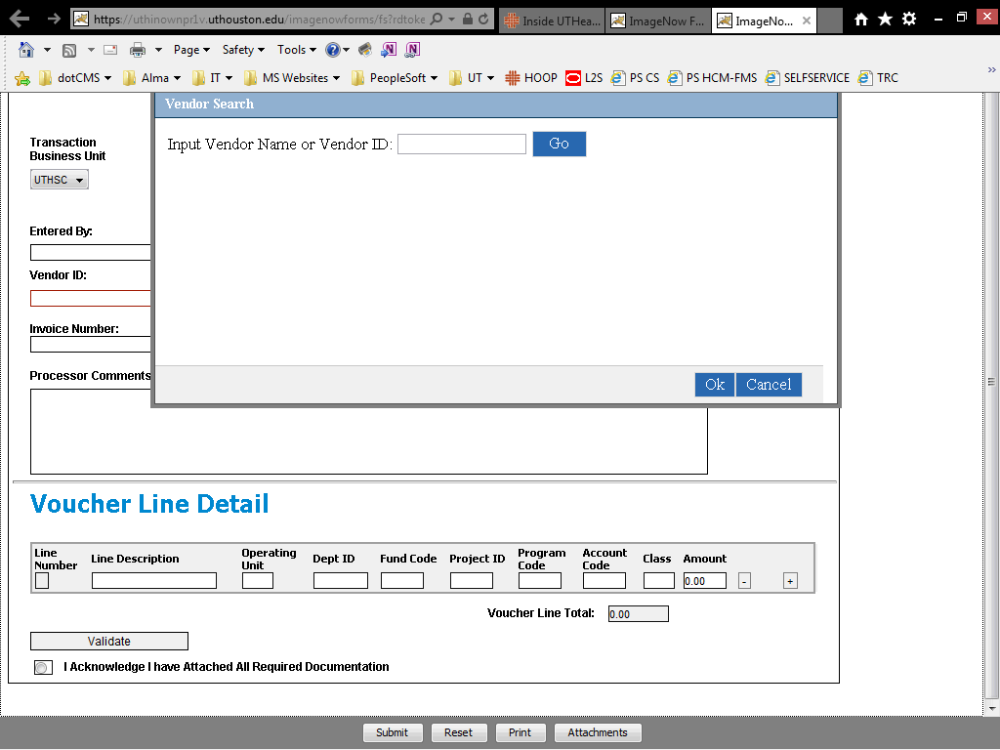 https://uthinownpr1v.uthouston.edu/imagenowforms/fs?rdtoke
Inside UTHea...
ImageNow F...
ImageNo...
Page Safety Tools
dotCMS Alma IT MS Websites PeopleSoft UT HOOP L2S PS CS PS HCM-FMS SELFSERVICE TRC
Vendor Search
Input Vendor Name or Vendor ID: Go
Ok Cancel
Transaction
Business Unit
UTHSC
Entered By:
Vendor ID:
Invoice Number:
Processor Comments
Voucher Line Detail
Line Number Line Description Operating Unit Dept ID Fund Code Project ID Program Code Account Code Class Amount
0.00 - +
Voucher Line Total: 0.00
Validate
I Acknowledge I have Attached All Required Documentation
Submit Reset Print Attachments